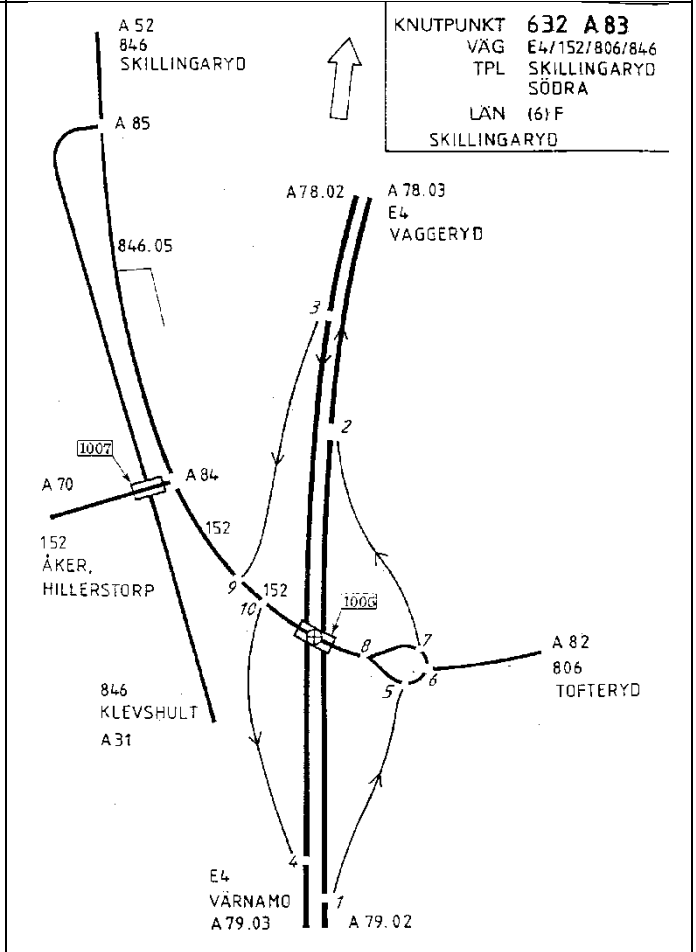 KNUTPUNKT 632 A83
VÄG E4/152/806/846
TPL SKILLINGARYD
SÖDRA
LÄN (6)F
SKILLINGARYD
A 52
846
SKILLINGARYD
A 85
846.05
A78.02
A 78.03
E4
VAGGERYD
3
2
1007
A 84
A 70
152
152
ÅKER,
HILLERSTORP
9
152
10
1006
8
7
A 82
806
TOFTERYD
6
5
846
KLEVSHULT
A31
4
E4
VÄRNAMO
A79.03
1
A 79.02